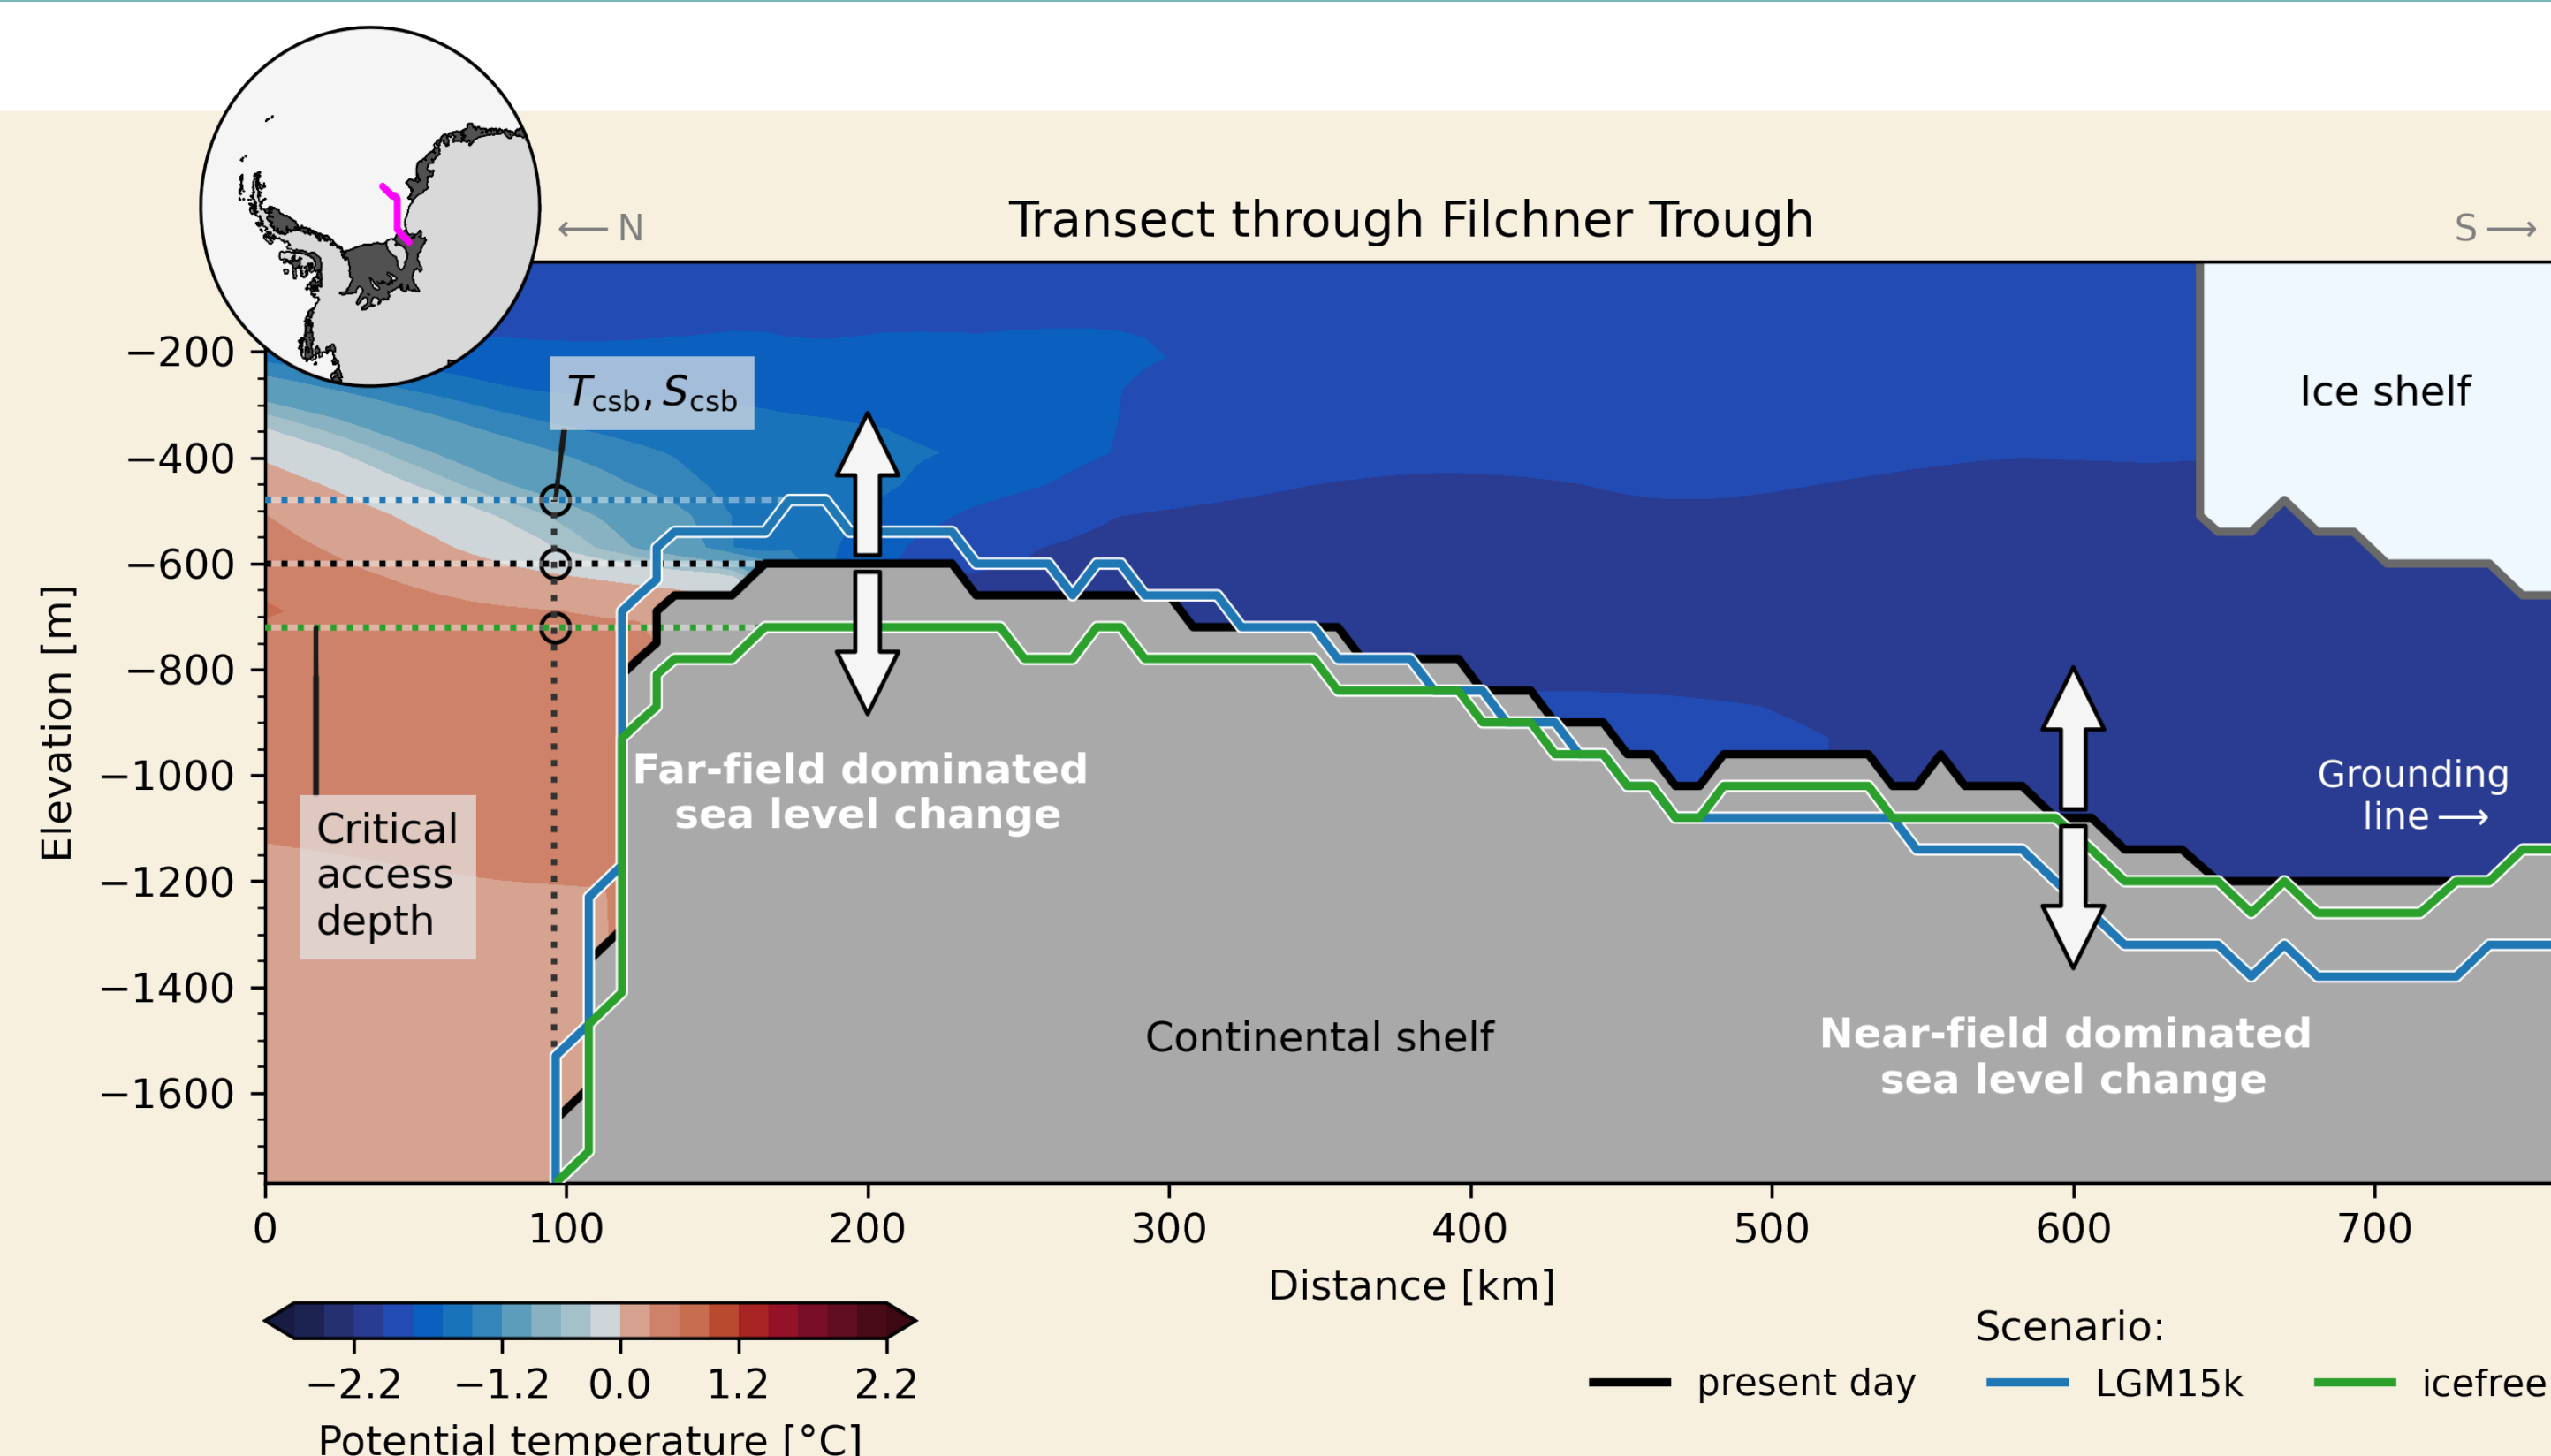 Transect through Filchner Trough
⟵ N
S ⟶
Elevation [m]
−200
−400
−600
−800
−1000
−1200
−1400
−1600
T_csb, S_csb
Ice shelf
Far-field dominated
sea level change
Critical
access
depth
Grounding
line ⟶
Continental shelf
Near-field dominated
sea level change
0 100 200 300 400 500 600 700
Distance [km]
−2.2 −1.2 0.0 1.2 2.2
Potential temperature [°C]
Scenario:
present day LGM15k icefree